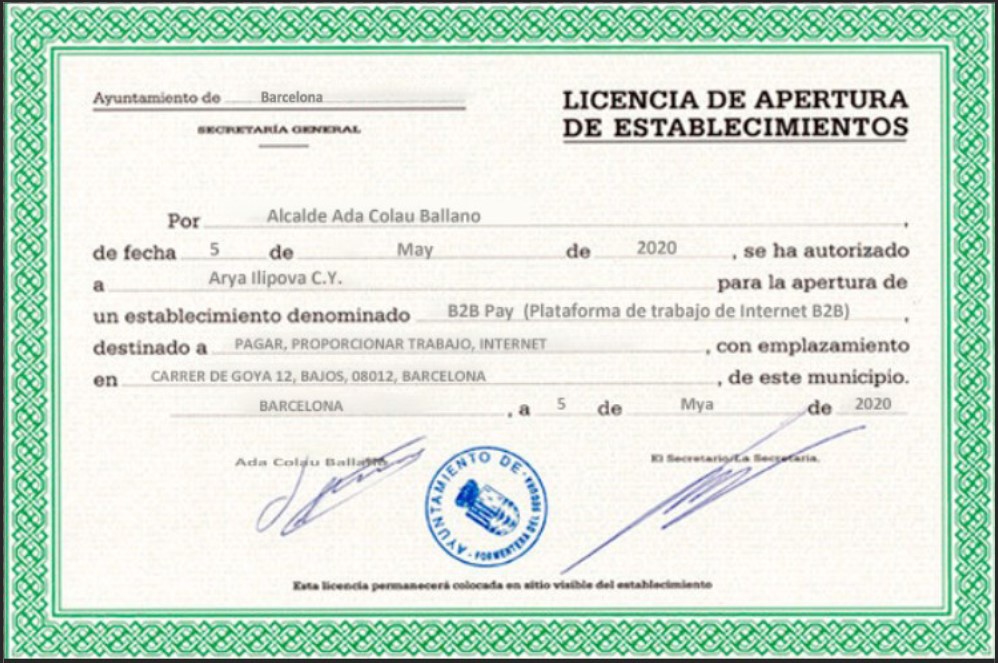 Ayuntamiento de Barcelona
SECRETARÍA GENERAL
LICENCIA DE APERTURA
DE ESTABLECIMIENTOS
Por Alcalde Ada Colau Ballano ,
de fecha 5 de May de 2020 , se ha autorizado
a Arya Ilipova C.Y. para la apertura de
un establecimiento denominado B2B Pay (Plataforma de trabajo de Internet B2B) ,
destinado a PAGAR, PROPORCIONAR TRABAJO, INTERNET , con emplazamiento
en CARRER DE GOYA 12, BAJOS, 08012, BARCELONA , de este municipio.
BARCELONA , a 5 de Mya de 2020
Ada Colau Ballano
El Secretario/La Secretaria.
AYUNTAMIENTO DE · FORMENTERA DEL SEGURA ·
Esta licencia permanecerá colocada en sitio visible del establecimiento